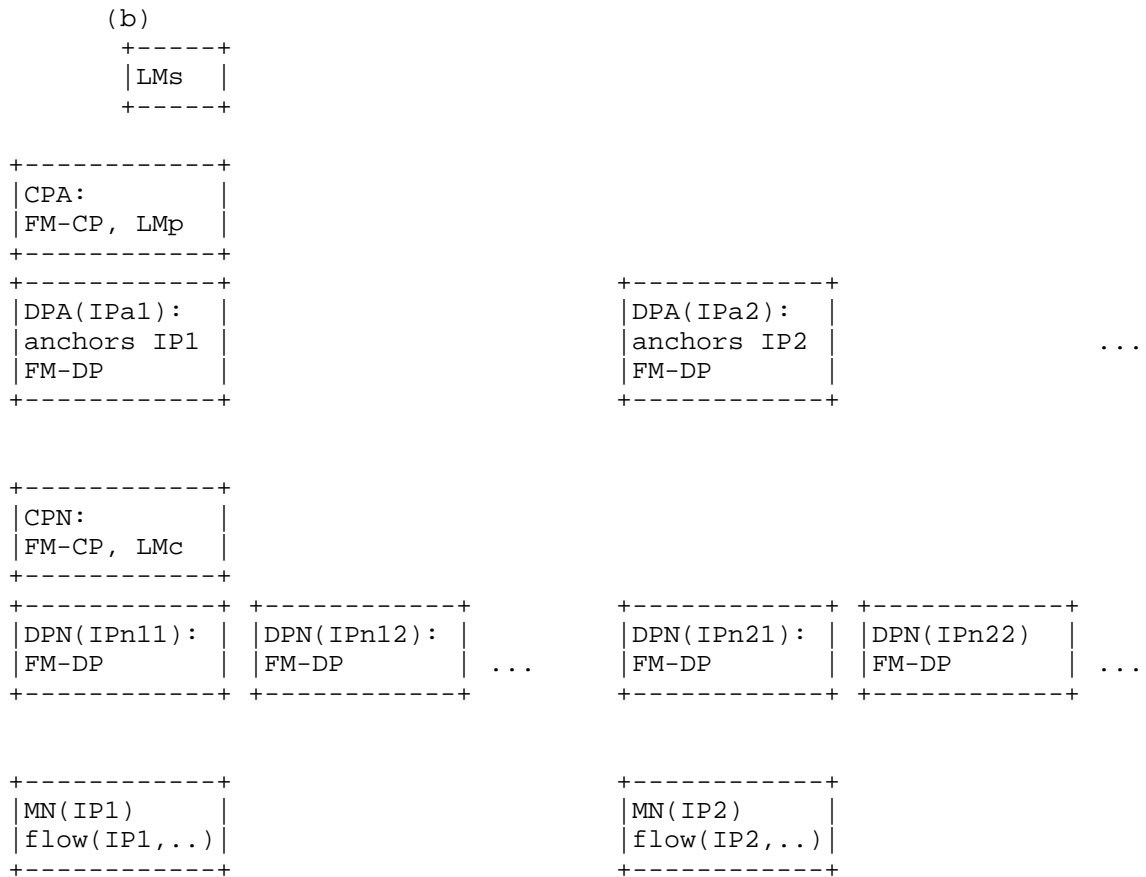 (b)
+-----+
|LMs  |
+-----+
+------------+
|CPA:        |
|FM-CP, LMp  |
+------------+
+------------+                        +------------+
|DPA(IPa1):  |                        |DPA(IPa2):  |
|anchors IP1 |                        |anchors IP2 |                ...
|FM-DP       |                        |FM-DP       |
+------------+                        +------------+
+------------+
|CPN:        |
|FM-CP, LMc  |
+------------+
+------------+ +------------+         +------------+ +------------+
|DPN(IPn11): | |DPN(IPn12): |         |DPN(IPn21): | |DPN(IPn22)  |
|FM-DP       | |FM-DP       | ...     |FM-DP       | |FM-DP       | ...
+------------+ +------------+         +------------+ +------------+
+------------+                        +------------+
|MN(IP1)     |                        |MN(IP2)     |
|flow(IP1,..)|                        |flow(IP2,..)|
+------------+                        +------------+